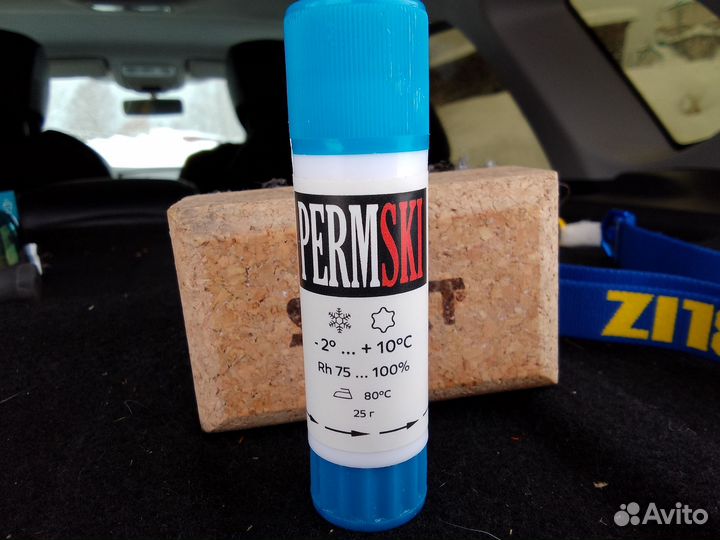 PERMSKI
-2° ... +10°C
Rh 75 ... 100%
80°C
25 г
Avito